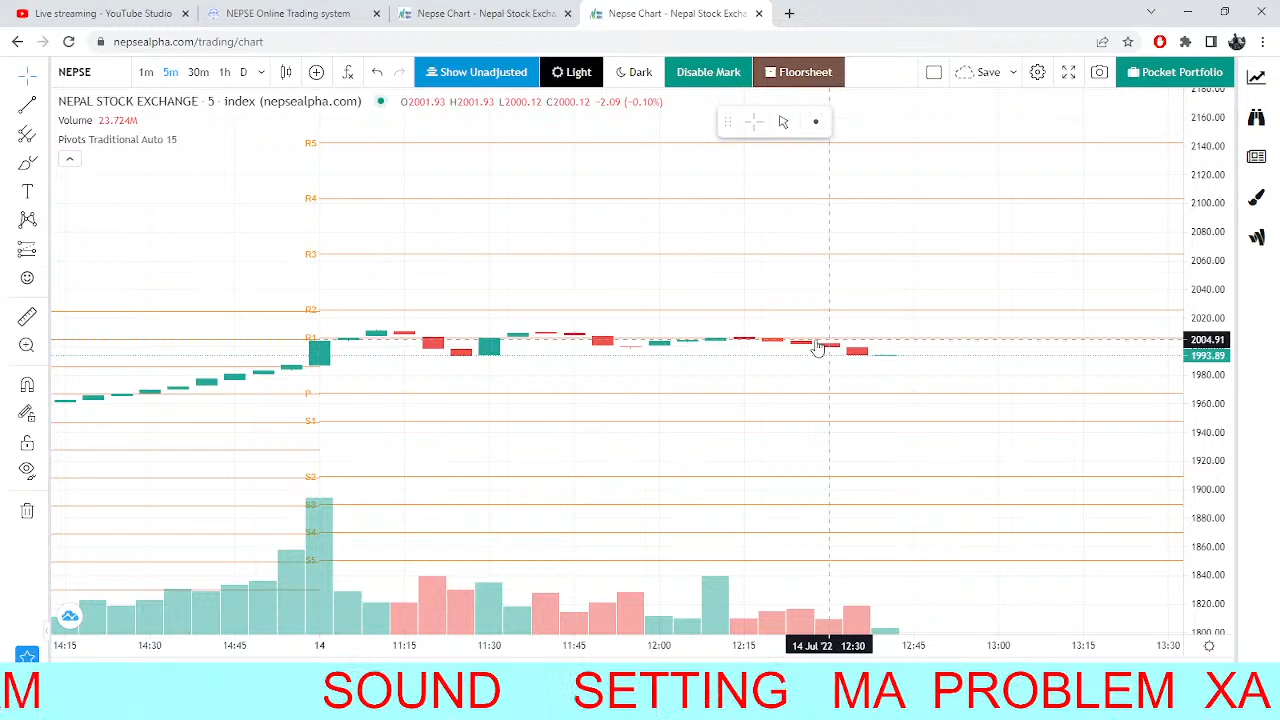 Live streaming - YouTube Studio
NEPSE Online Trading system
Nepse Chart - Nepal Stock Excha
Nepse Chart - Nepal Stock Excha
nepsealpha.com/trading/chart
NEPSE 1m 5m 30m 1h D Show Unadjusted Light Dark Disable Mark Floorsheet Save Pocket Portfolio
NEPAL STOCK EXCHANGE · 5 · index (nepsealpha.com) O2001.93 H2001.93 L2000.12 C2000.12 −2.09 (−0.10%)
Volume 23.724M
Pivots Traditional Auto 15
R5
R4
R3
R2
R1
P
S1
S2
S3
S4
S5
2180.00
2160.00
2140.00
2120.00
2100.00
2080.00
2060.00
2040.00
2020.00
2004.91
1993.89
1980.00
1960.00
1940.00
1920.00
1900.00
1880.00
1860.00
1840.00
1820.00
1800.00
14:15 14:30 14:45 14 11:15 11:30 11:45 12:00 12:15 14 Jul '22 12:30 12:45 13:00 13:15 13:30
AM SOUND SETTING MA PROBLEM XA